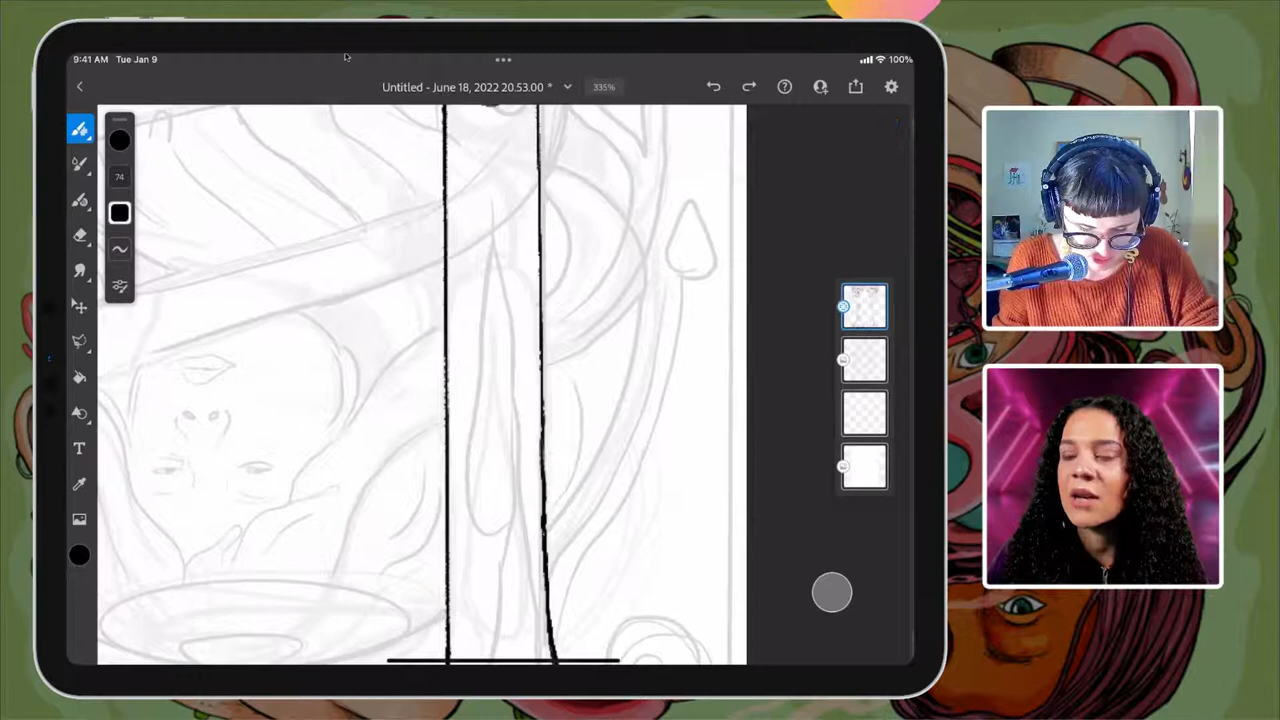 9:41 AM Tue Jan 9
100%
Untitled - June 18, 2022 20.53.00 *
335%
74
T